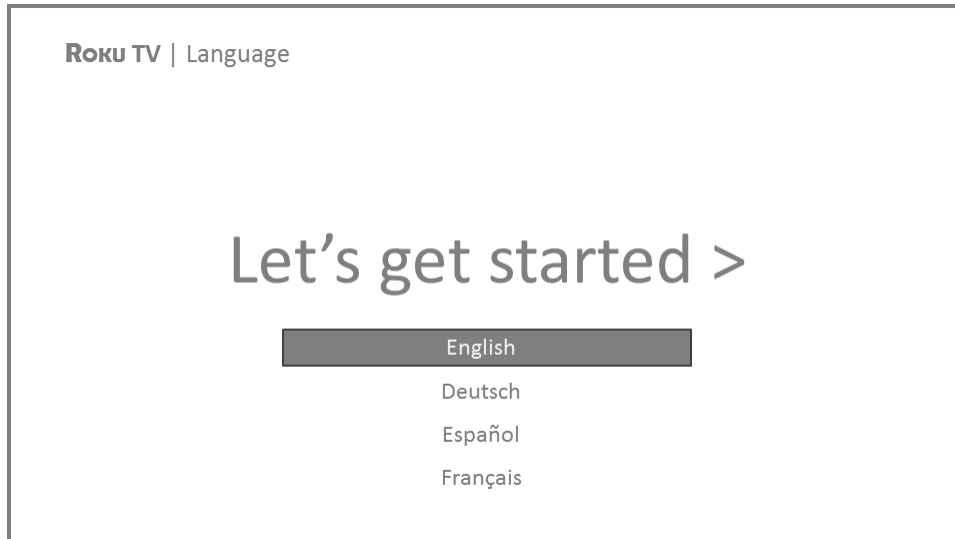 ROKU TV | Language
Let’s get started >
English
Deutsch
Español
Français